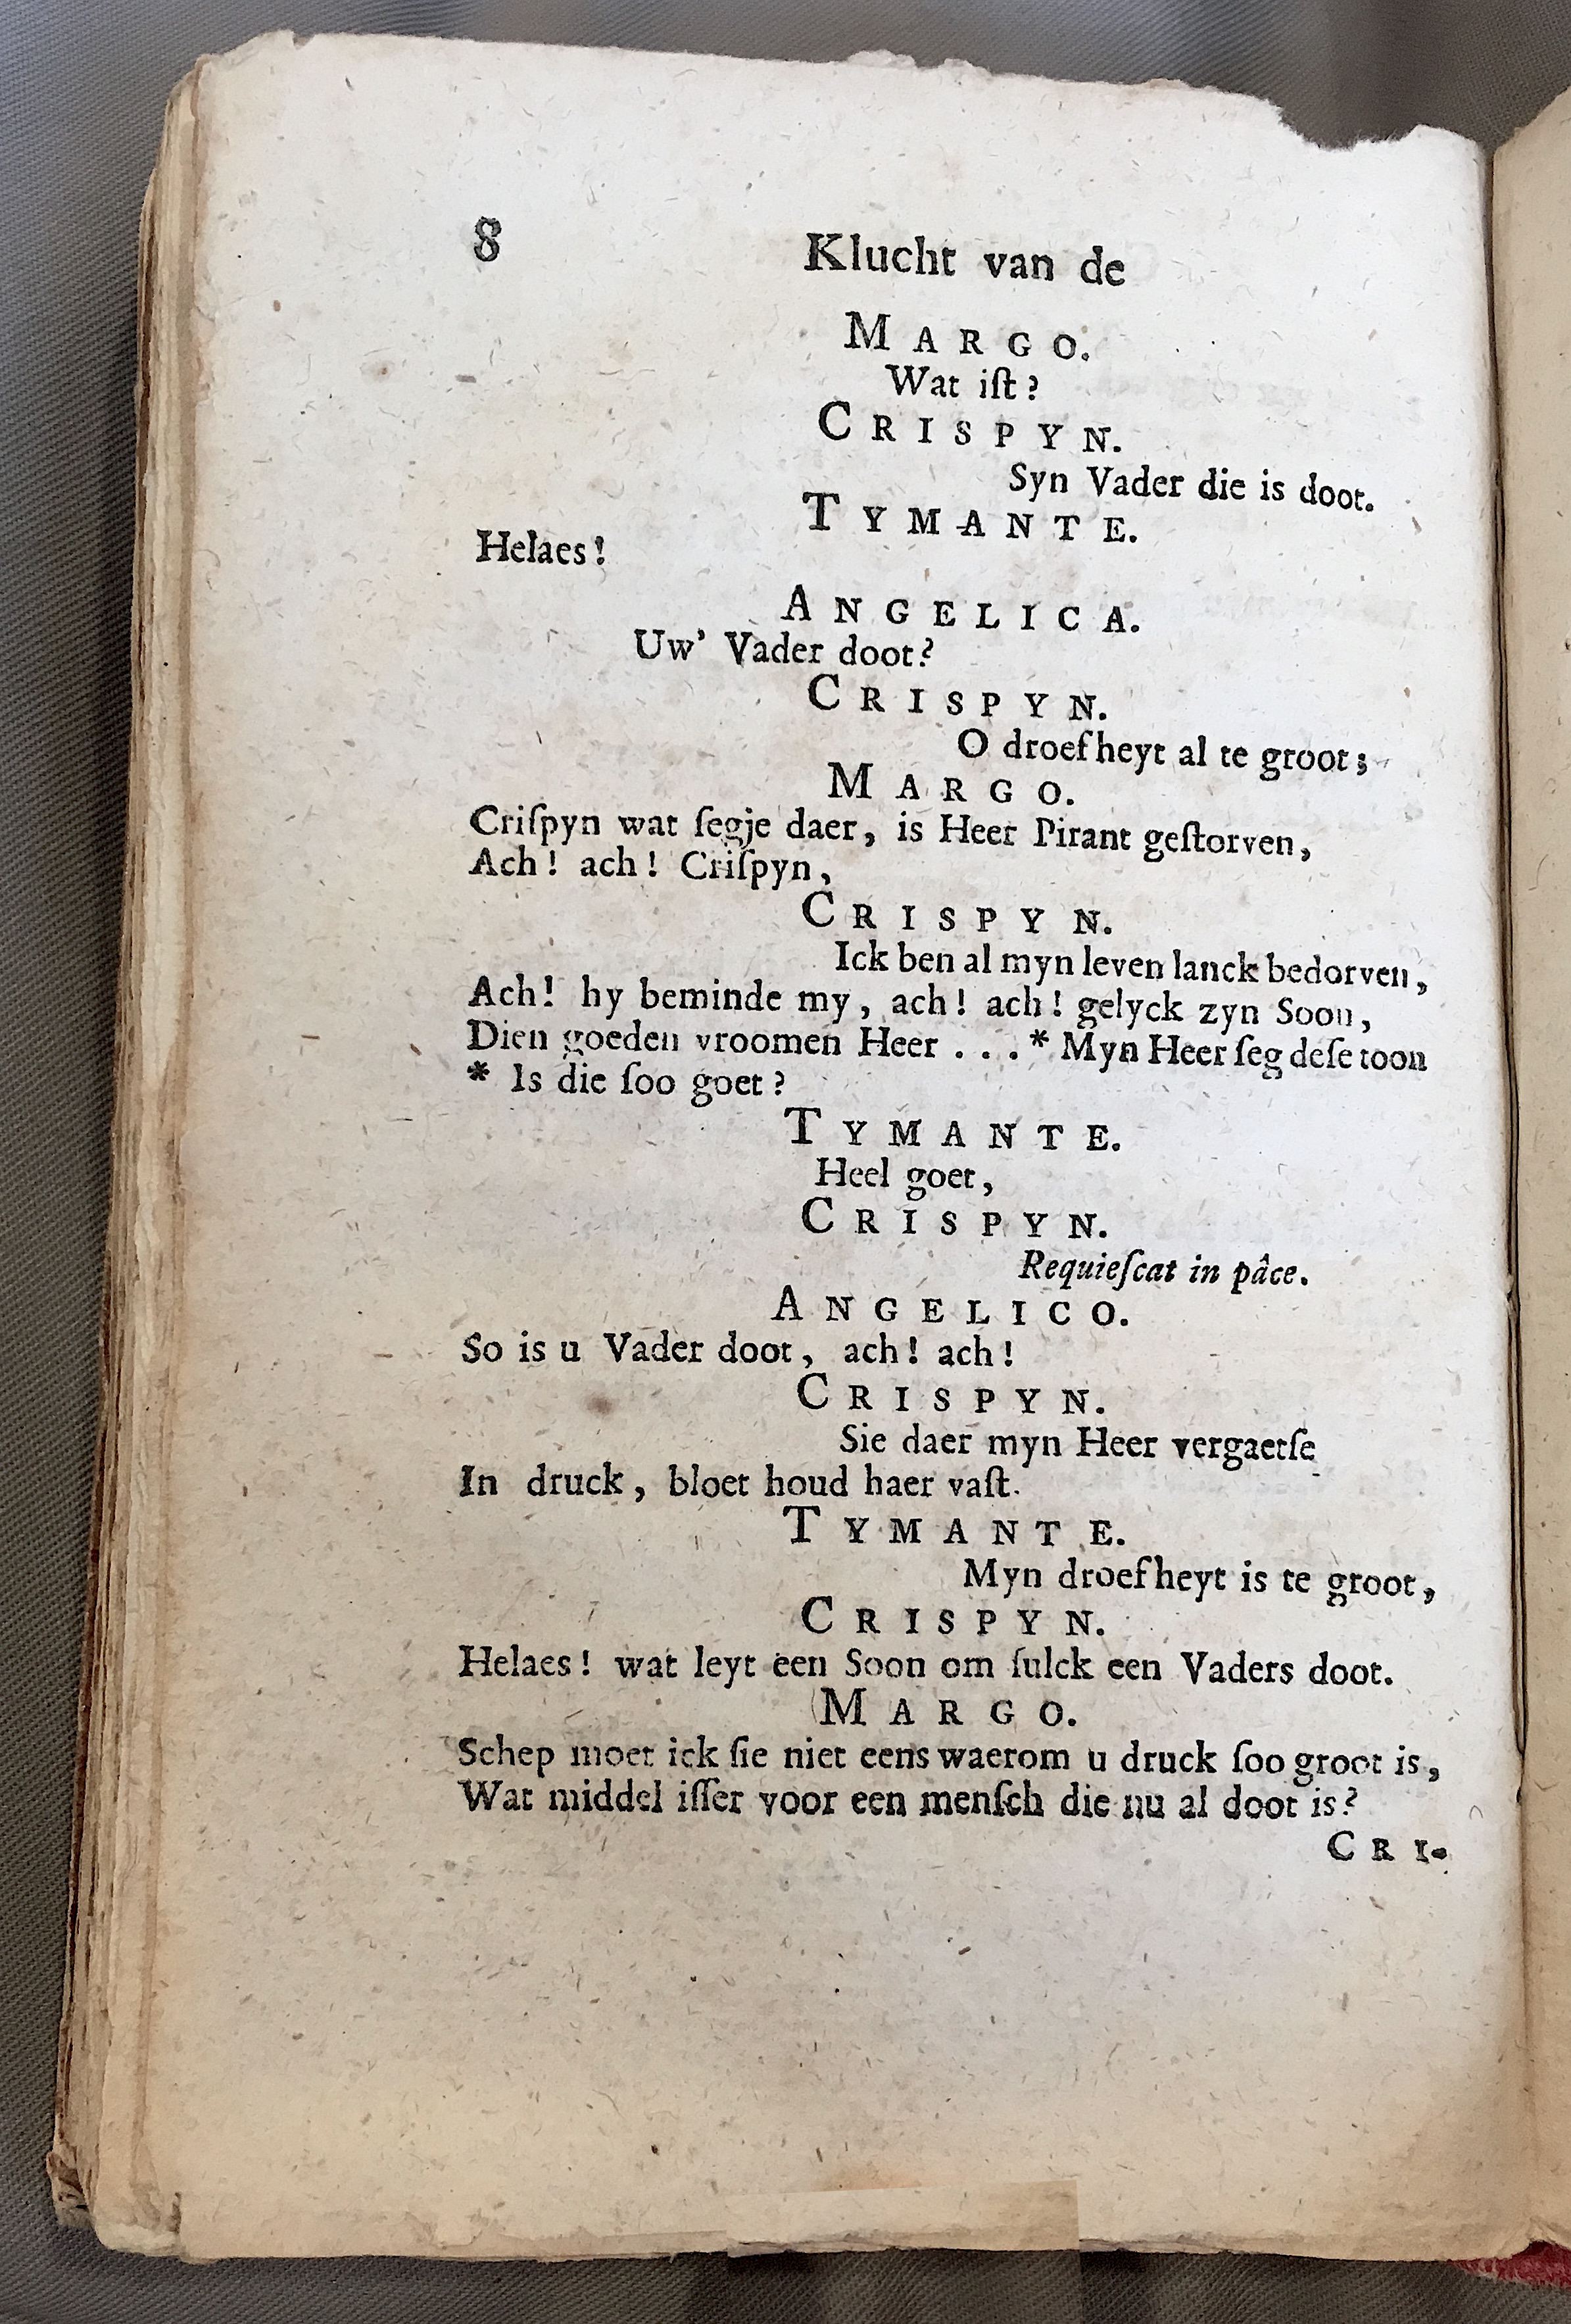 8 Klucht van de
MARGO.
Wat iſt?
CRISPYN.
Syn Vader die is doot.
TYMANTE.
Helaes!
ANGELICA.
Uw' Vader doot?
CRISPYN.
O droefheyt al te groot;
MARGO.
Criſpyn wat ſegje daer, is Heer Pirant geſtorven,
Ach! ach! Criſpyn,
CRISPYN.
Ick ben al myn leven lanck bedorven,
Ach! hy beminde my, ach! ach! gelyck zyn Soon,
Dien goeden vroomen Heer . . . * Myn Heer ſeg deſe toon
* Is die ſoo goet?
TYMANTE.
Heel goet,
CRISPYN.
Requieſcat in pâce.
ANGELICO.
So is u Vader doot, ach! ach!
CRISPYN.
Sie daer myn Heer vergaetſe
In druck, bloet houd haer vaſt.
TYMANTE.
Myn droefheyt is te groot,
CRISPYN.
Helaes! wat leyt een Soon om ſulck een Vaders doot.
MARGO.
Schep moet ick ſie niet eens waerom u druck ſoo groot is,
Wat middel iſſer voor een menſch die nu al doot is?
CRI-